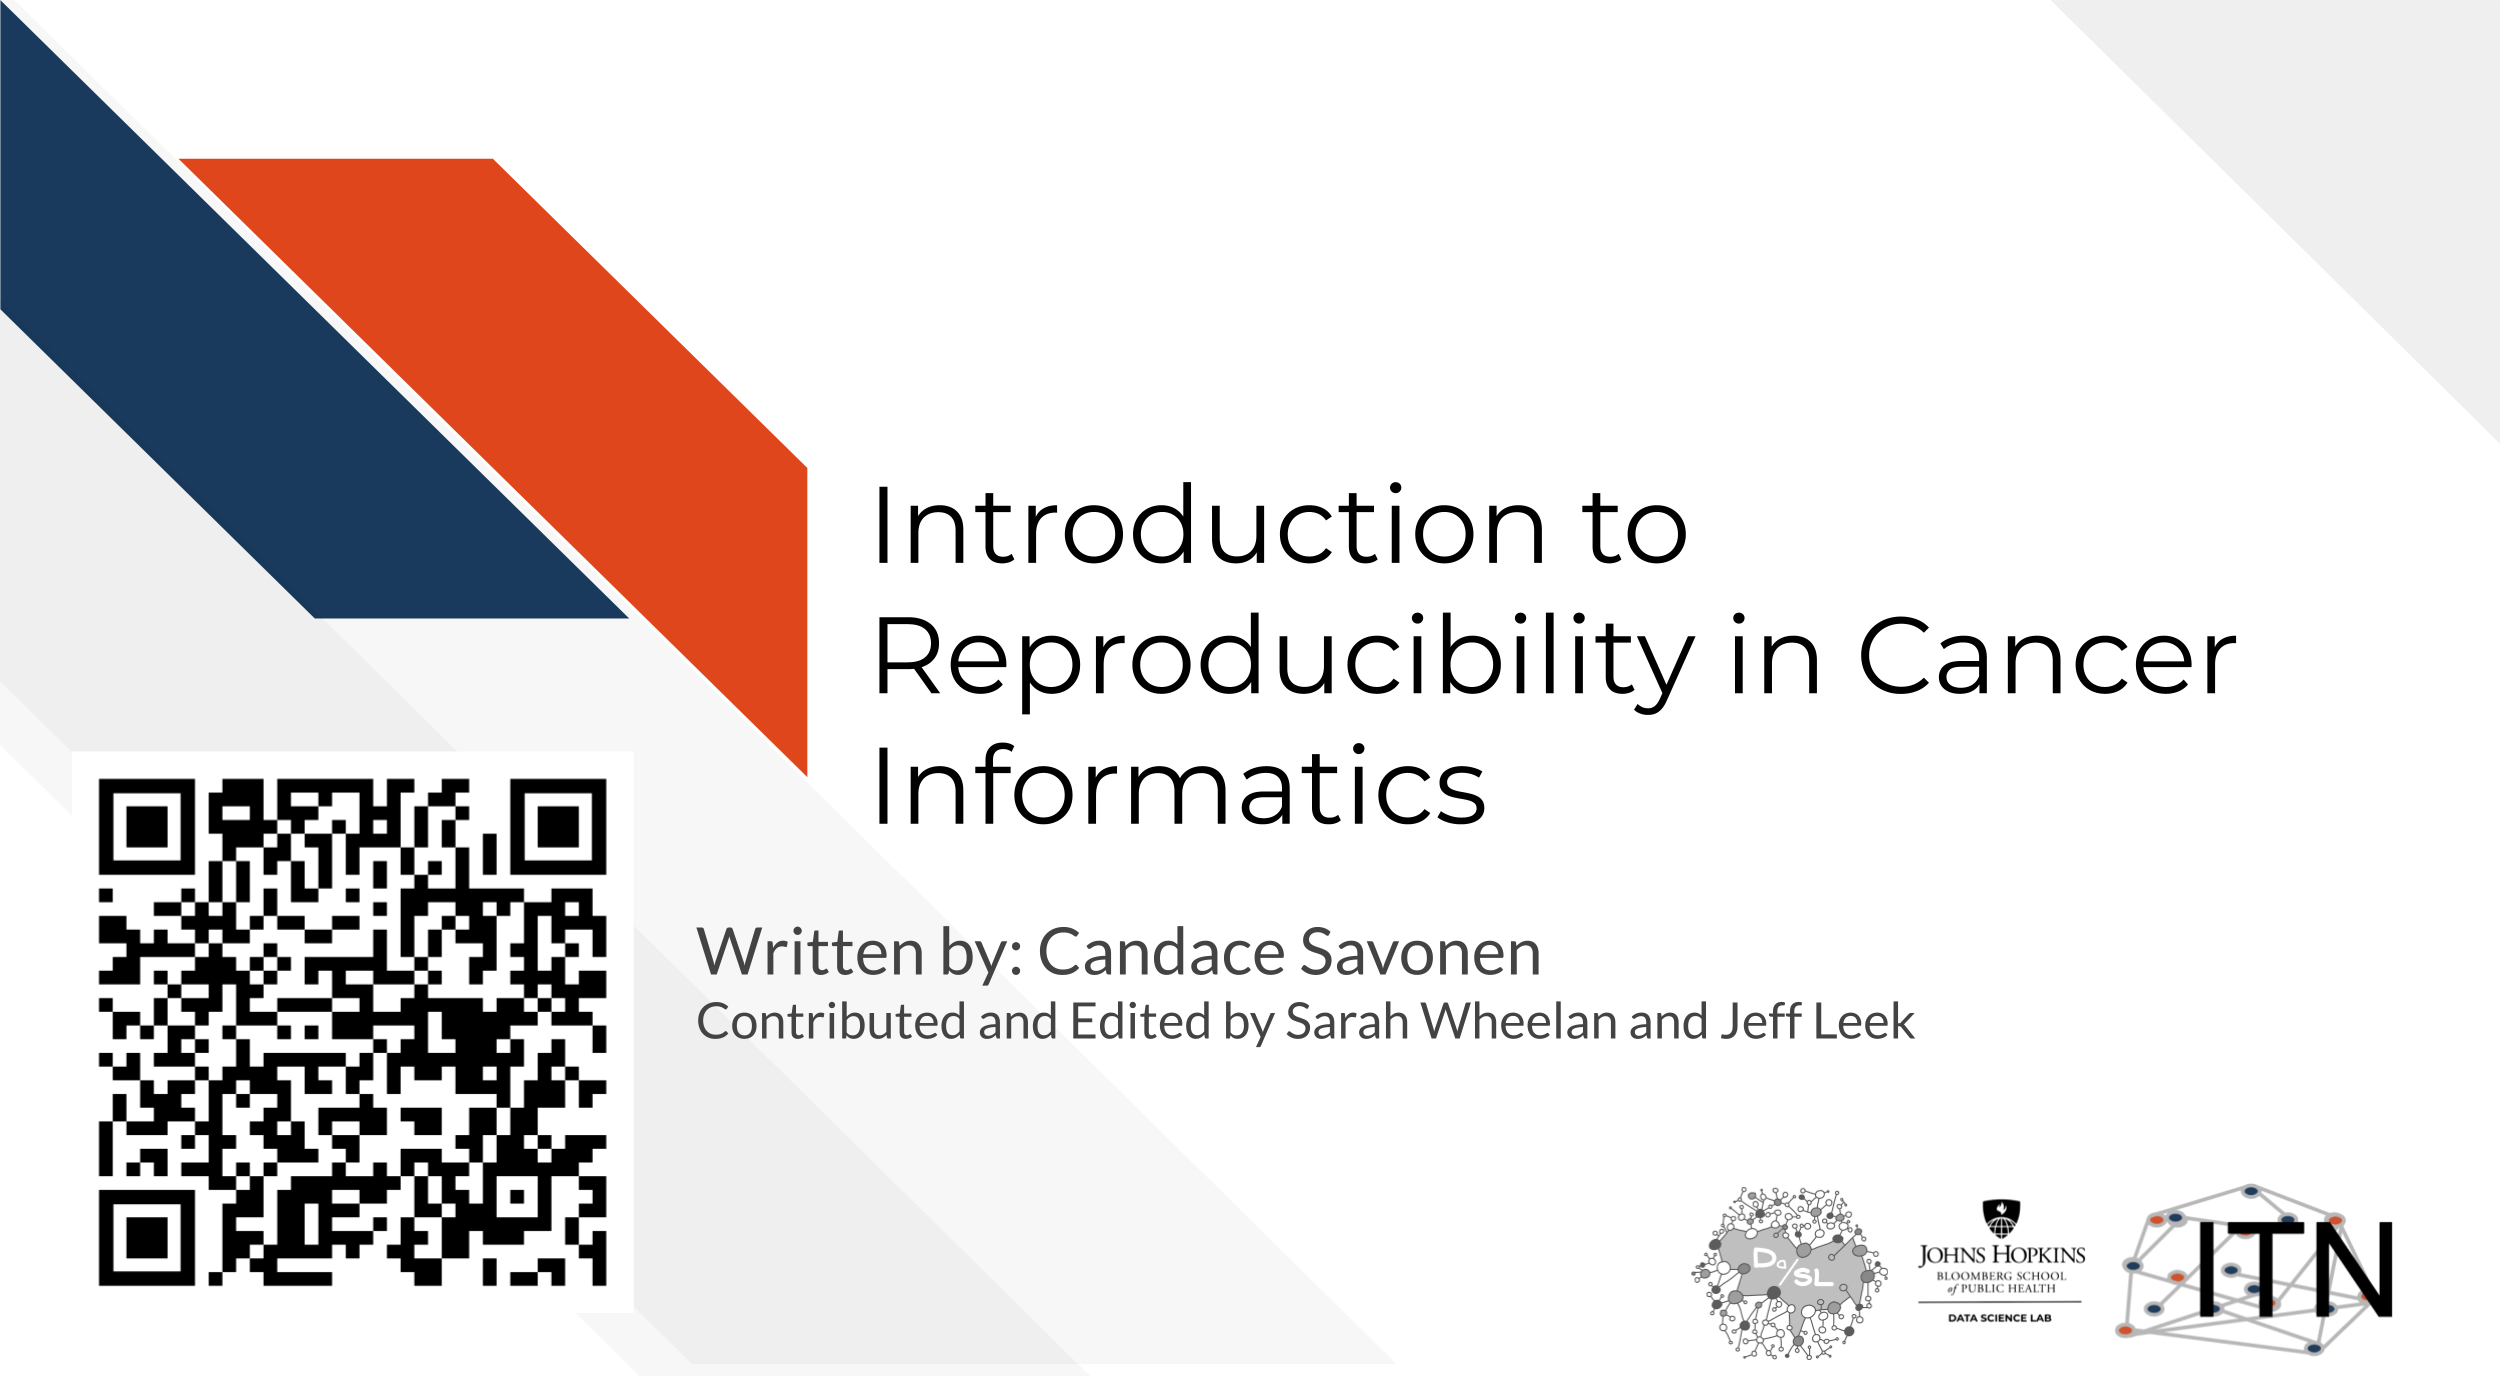 Introduction to
Reproducibility in Cancer
Informatics
Written by: Candace Savonen
Contributed and Edited by Sarah Wheelan and Jeff Leek
DaSL
JOHNS HOPKINS
BLOOMBERG SCHOOL
of PUBLIC HEALTH
DATA SCIENCE LAB
ITN